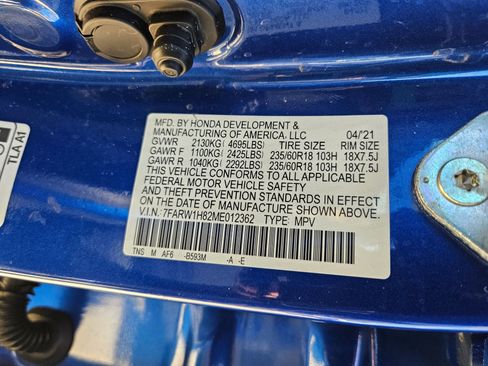 MFD. BY HONDA DEVELOPMENT &
MANUFACTURING OF AMERICA, LLC 04/'21
GVWR 2130KG( 4695LBS) TIRE SIZE RIM SIZE
GAWR F 1100KG( 2425LBS) 235/60R18 103H 18X7.5J
GAWR R 1040KG( 2292LBS) 235/60R18 103H 18X7.5J
THIS VEHICLE CONFORMS TO ALL APPLICABLE
FEDERAL MOTOR VEHICLE SAFETY
AND THEFT PREVENTION STANDARDS IN EFFECT
ON THE DATE OF MANUFACTURE SHOWN ABOVE.
V.I.N.: 7FARW1H82ME012362 TYPE: MPV
TNS M AF6 -B593M -A -E
TLA A1